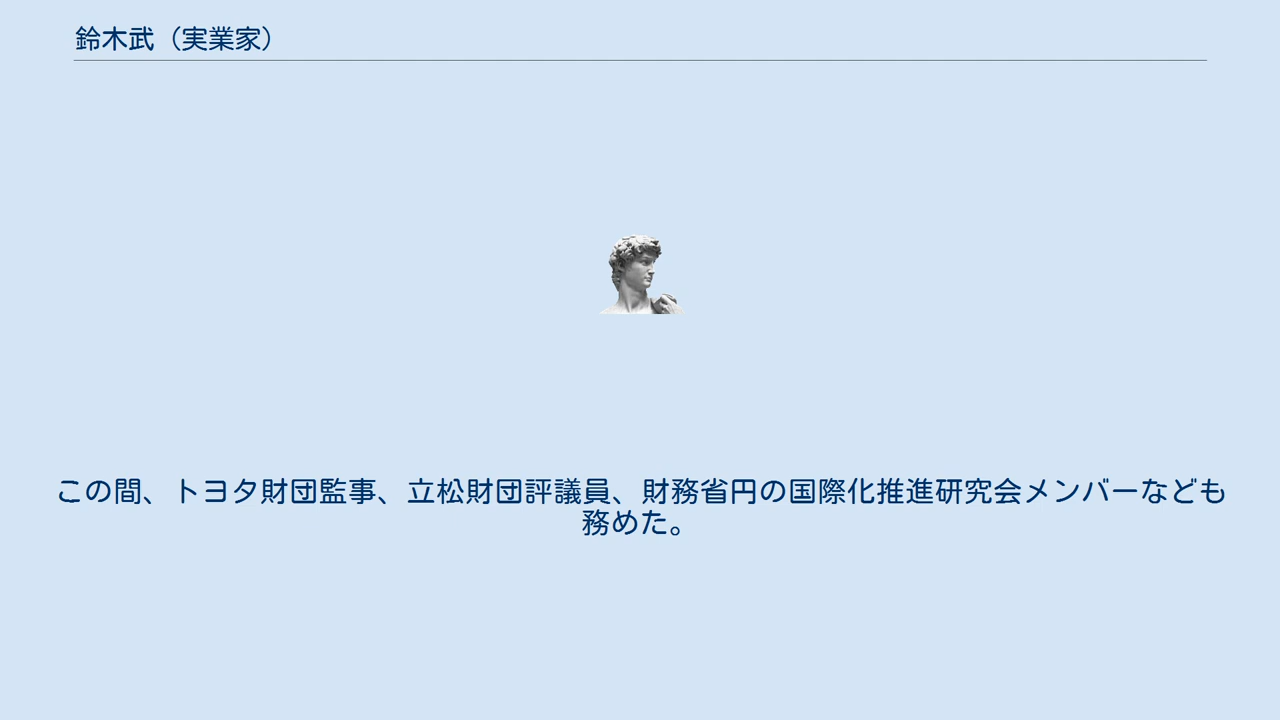 鈴木武（実業家）
この間、トヨタ財団監事、立松財団評議員、財務省円の国際化推進研究会メンバーなども
務めた。